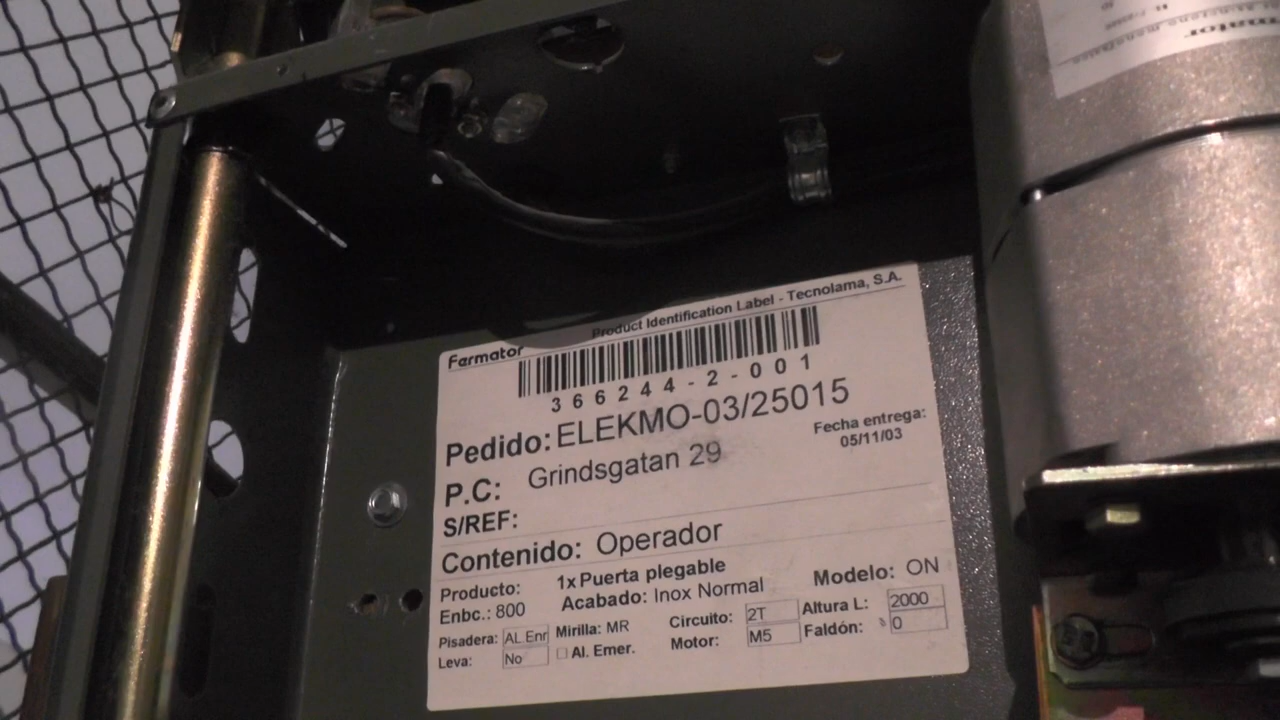 Product Identification Label - Tecnolama, S.A.
Fermator
366244-2-001
Pedido: ELEKMO-03/25015
Fecha entrega:
05/11/03
P.C: Grindsgatan 29
S/REF:
Contenido: Operador
Producto: 1x Puerta plegable Modelo: ON
Enbc.: 800 Acabado: Inox Normal
Pisadera: AL Enr Mirilla: MR Circuito: 2T Altura L: 2000
Leva: No Al. Emer. Motor: M5 Faldón: 0